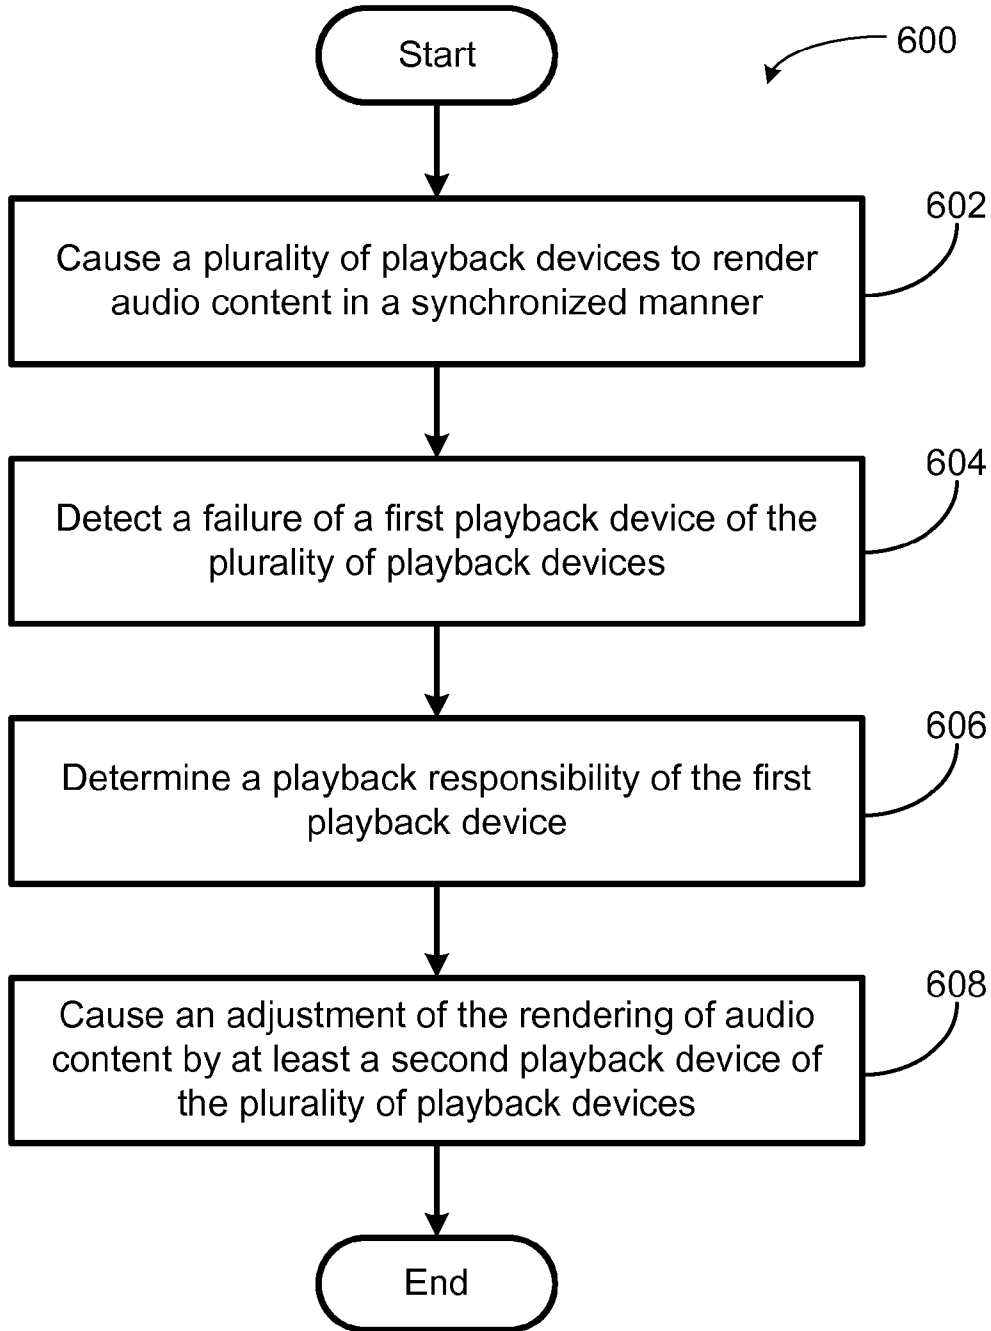 Start
600
602
Cause a plurality of playback devices to render
audio content in a synchronized manner
604
Detect a failure of a first playback device of the
plurality of playback devices
606
Determine a playback responsibility of the first
playback device
608
Cause an adjustment of the rendering of audio
content by at least a second playback device of
the plurality of playback devices
End